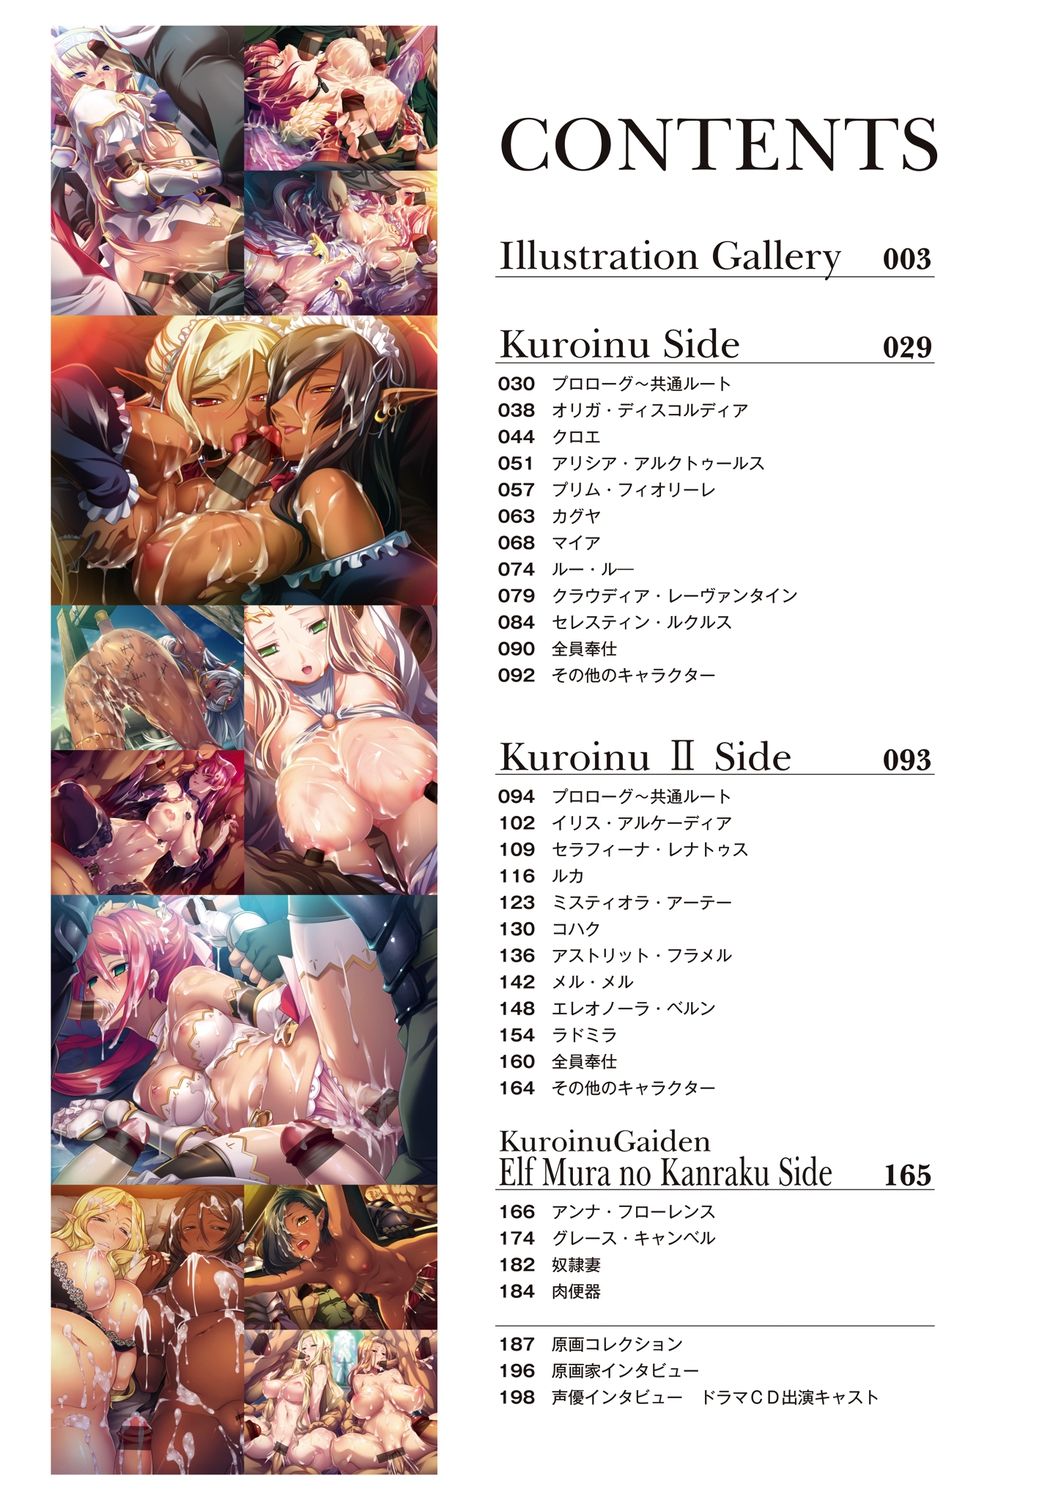 CONTENTS
Illustration Gallery 003
Kuroinu Side 029
030 プロローグ～共通ルート
038 オリガ・ディスコルディア
044 クロエ
051 アリシア・アルクトゥールス
057 プリム・フィオリーレ
063 カグヤ
068 マイア
074 ルー・ルー
079 クラウディア・レーヴァンタイン
084 セレスティン・ルクルス
090 全員奉仕
092 その他のキャラクター
Kuroinu Ⅱ Side 093
094 プロローグ～共通ルート
102 イリス・アルケーディア
109 セラフィーナ・レナトゥス
116 ルカ
123 ミスティオラ・アーテー
130 コハク
136 アストリット・フラメル
142 メル・メル
148 エレオノーラ・ベルン
154 ラドミラ
160 全員奉仕
164 その他のキャラクター
KuroinuGaiden
Elf Mura no Kanraku Side 165
166 アンナ・フローレンス
174 グレース・キャンベル
182 奴隷妻
184 肉便器
187 原画コレクション
196 原画家インタビュー
198 声優インタビュー ドラマＣＤ出演キャスト